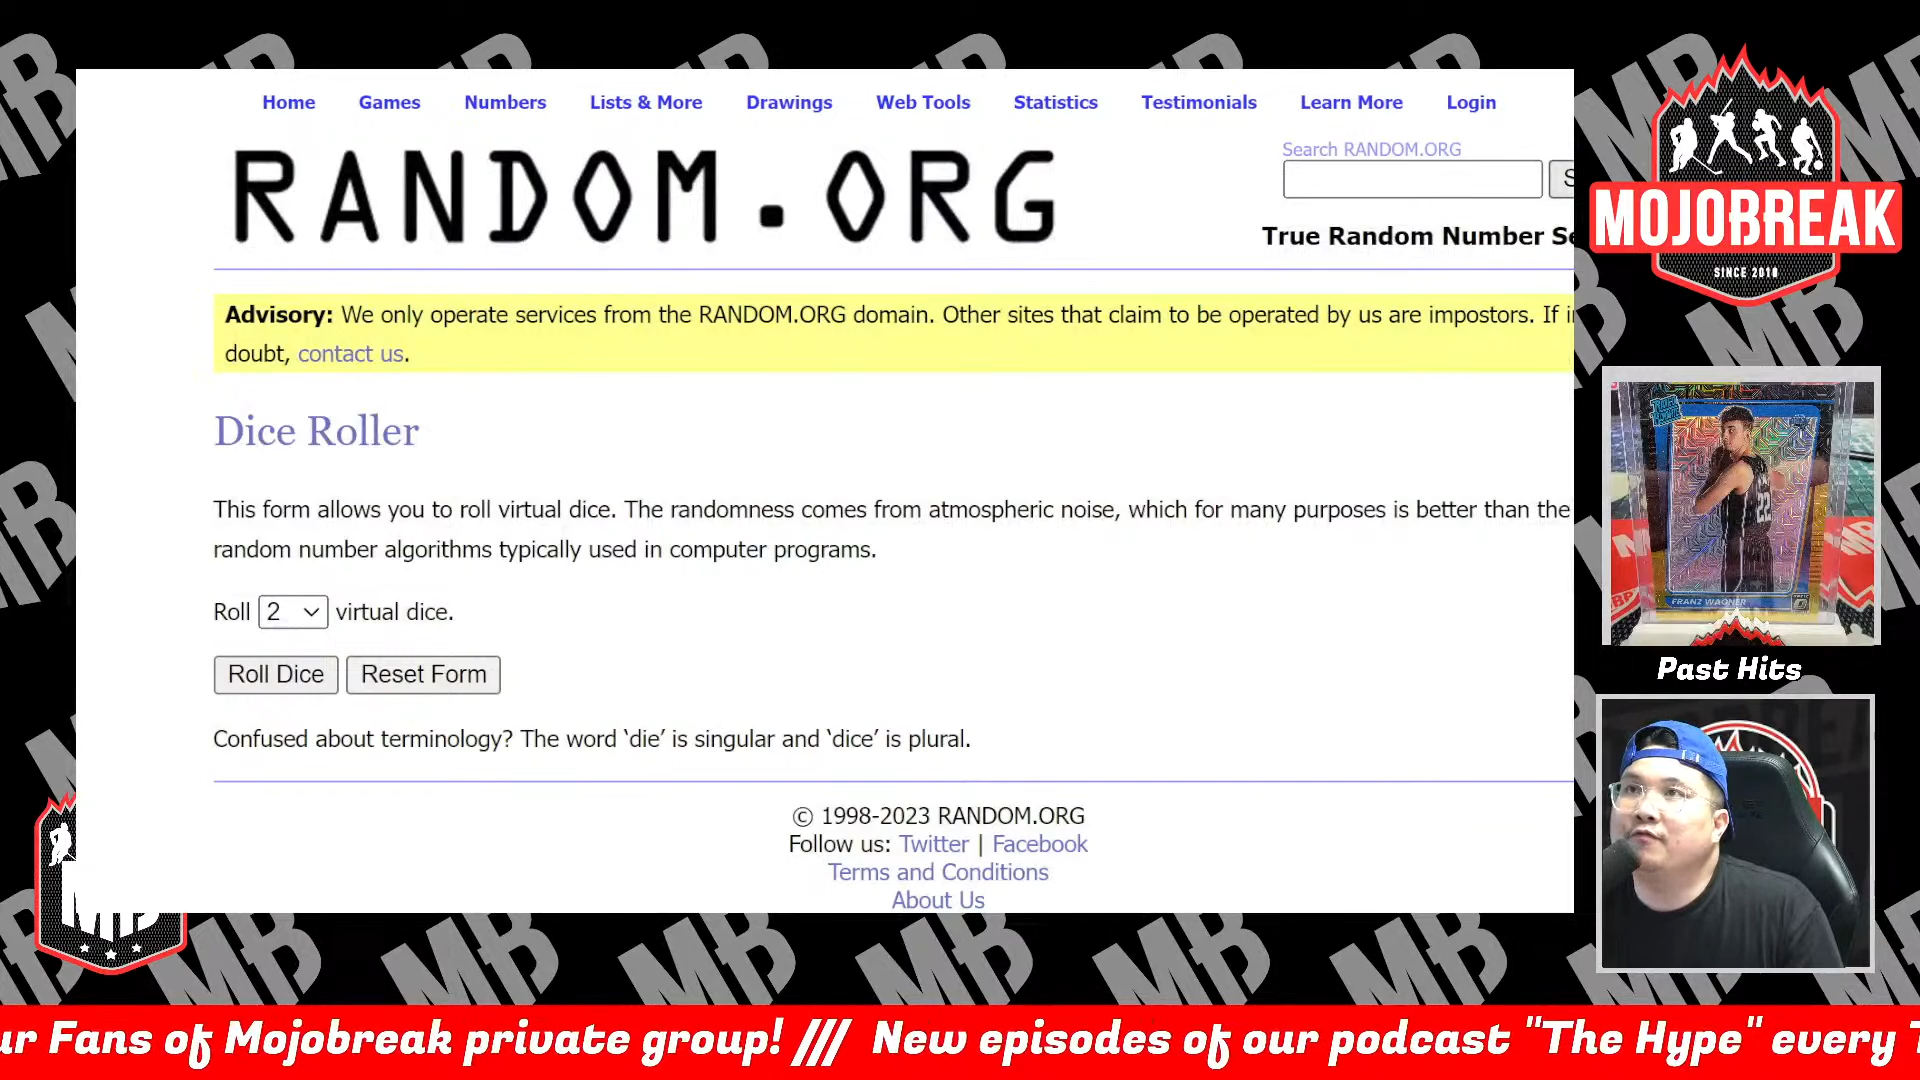 Home Games Numbers Lists & More Drawings Web Tools Statistics Testimonials Learn More Login
RANDOM.ORG
Search RANDOM.ORG
S
True Random Number Se
Advisory: We only operate services from the RANDOM.ORG domain. Other sites that claim to be operated by us are impostors. If in
doubt, contact us.
Dice Roller
This form allows you to roll virtual dice. The randomness comes from atmospheric noise, which for many purposes is better than the
random number algorithms typically used in computer programs.
Roll 2 virtual dice.
Roll Dice Reset Form
Confused about terminology? The word ‘die’ is singular and ‘dice’ is plural.
© 1998-2023 RANDOM.ORG
Follow us: Twitter | Facebook
Terms and Conditions
About Us
MOJOBREAK
SINCE 2010
RATED ROOKIE
22
FRANZ WAGNER
Past Hits
MB
ur Fans of Mojobreak private group! /// New episodes of our podcast "The Hype" every T